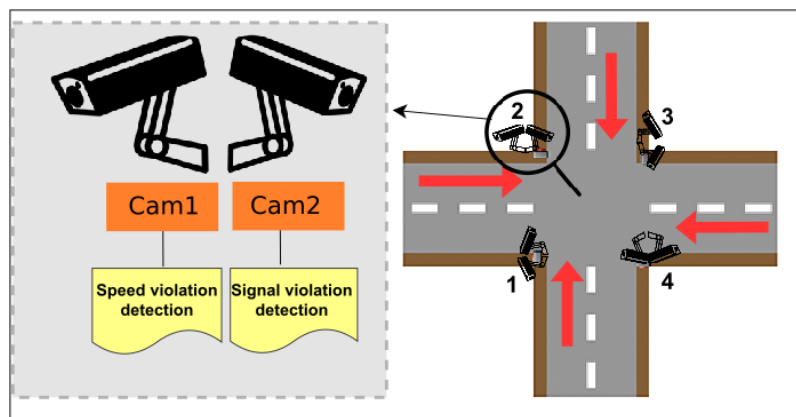 Cam1
Cam2
Speed violation
detection
Signal violation
detection
2
3
1
4